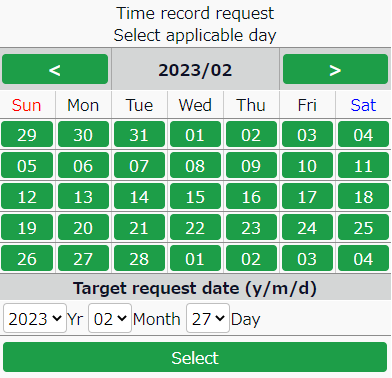 Time record request
Select applicable day
< 2023/02 >
Sun Mon Tue Wed Thu Fri Sat
29 30 31 01 02 03 04
05 06 07 08 09 10 11
12 13 14 15 16 17 18
19 20 21 22 23 24 25
26 27 28 01 02 03 04
Target request date (y/m/d)
2023 Yr 02 Month 27 Day
Select